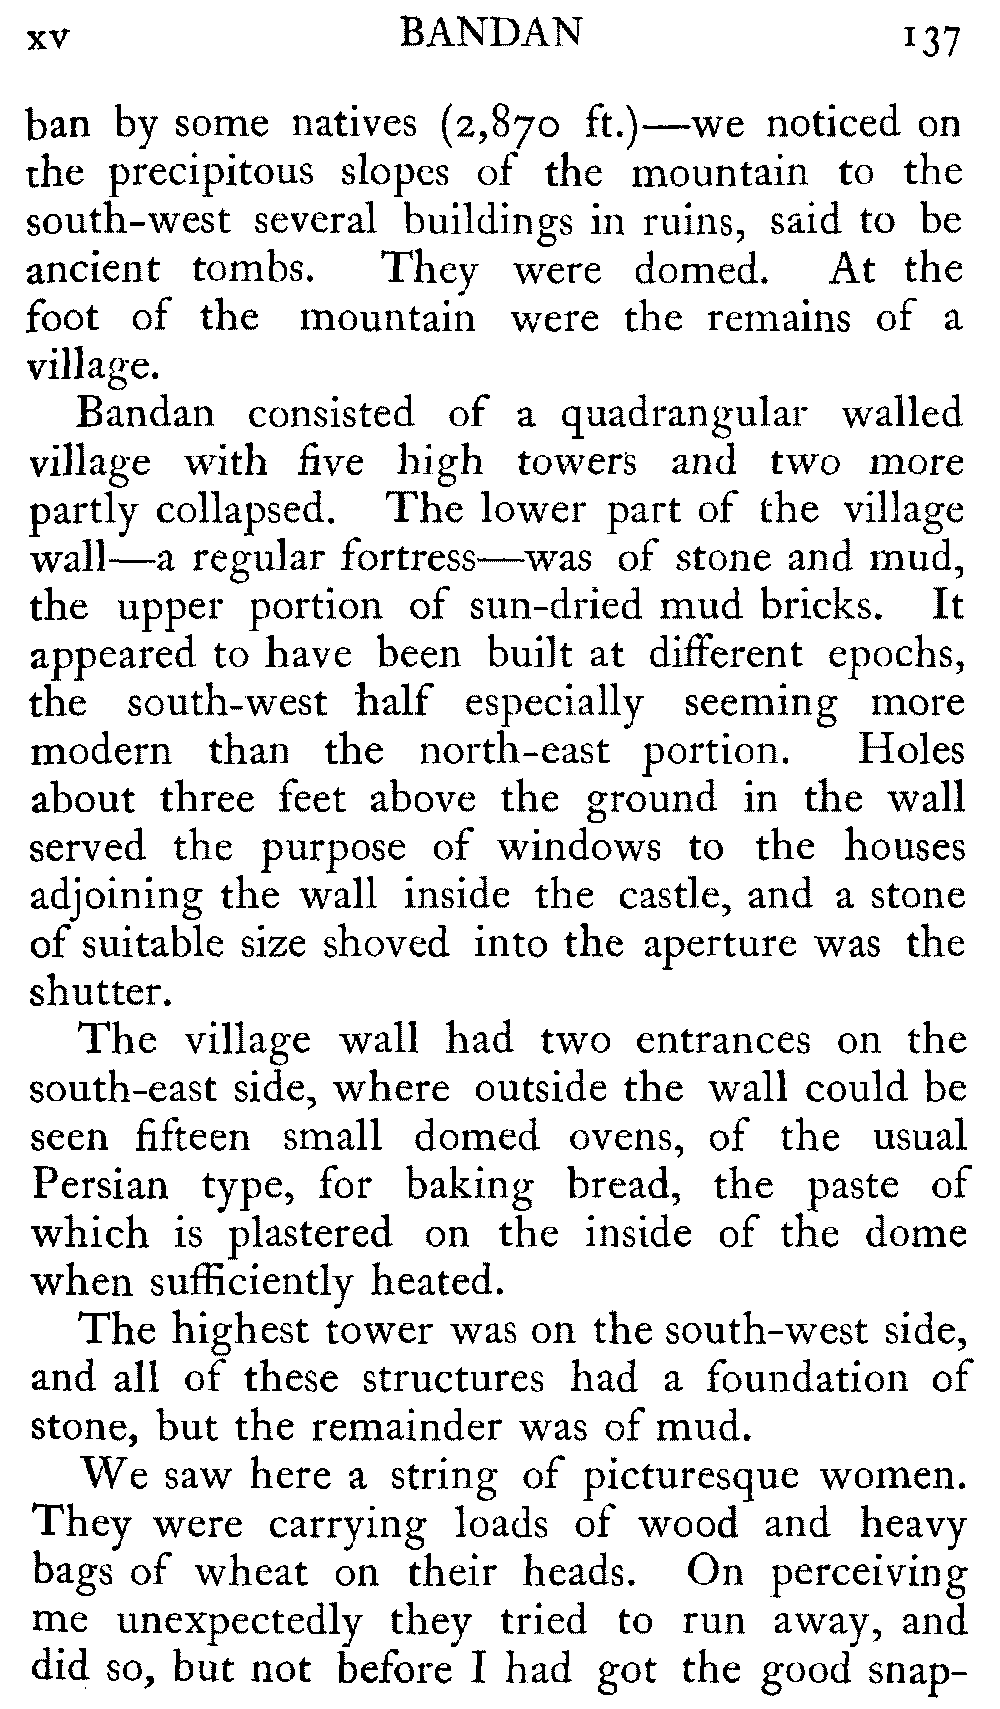 xv BANDAN 137
ban by some natives (2,870 ft.)—we noticed on
the precipitous slopes of the mountain to the
south-west several buildings in ruins, said to be
ancient tombs. They were domed. At the
foot of the mountain were the remains of a
village.
Bandan consisted of a quadrangular walled
village with five high towers and two more
partly collapsed. The lower part of the village
wall—a regular fortress—was of stone and mud,
the upper portion of sun-dried mud bricks. It
appeared to have been built at different epochs,
the south-west half especially seeming more
modern than the north-east portion. Holes
about three feet above the ground in the wall
served the purpose of windows to the houses
adjoining the wall inside the castle, and a stone
of suitable size shoved into the aperture was the
shutter.
The village wall had two entrances on the
south-east side, where outside the wall could be
seen fifteen small domed ovens, of the usual
Persian type, for baking bread, the paste of
which is plastered on the inside of the dome
when sufficiently heated.
The highest tower was on the south-west side,
and all of these structures had a foundation of
stone, but the remainder was of mud.
We saw here a string of picturesque women.
They were carrying loads of wood and heavy
bags of wheat on their heads. On perceiving
me unexpectedly they tried to run away, and
did so, but not before I had got the good snap-